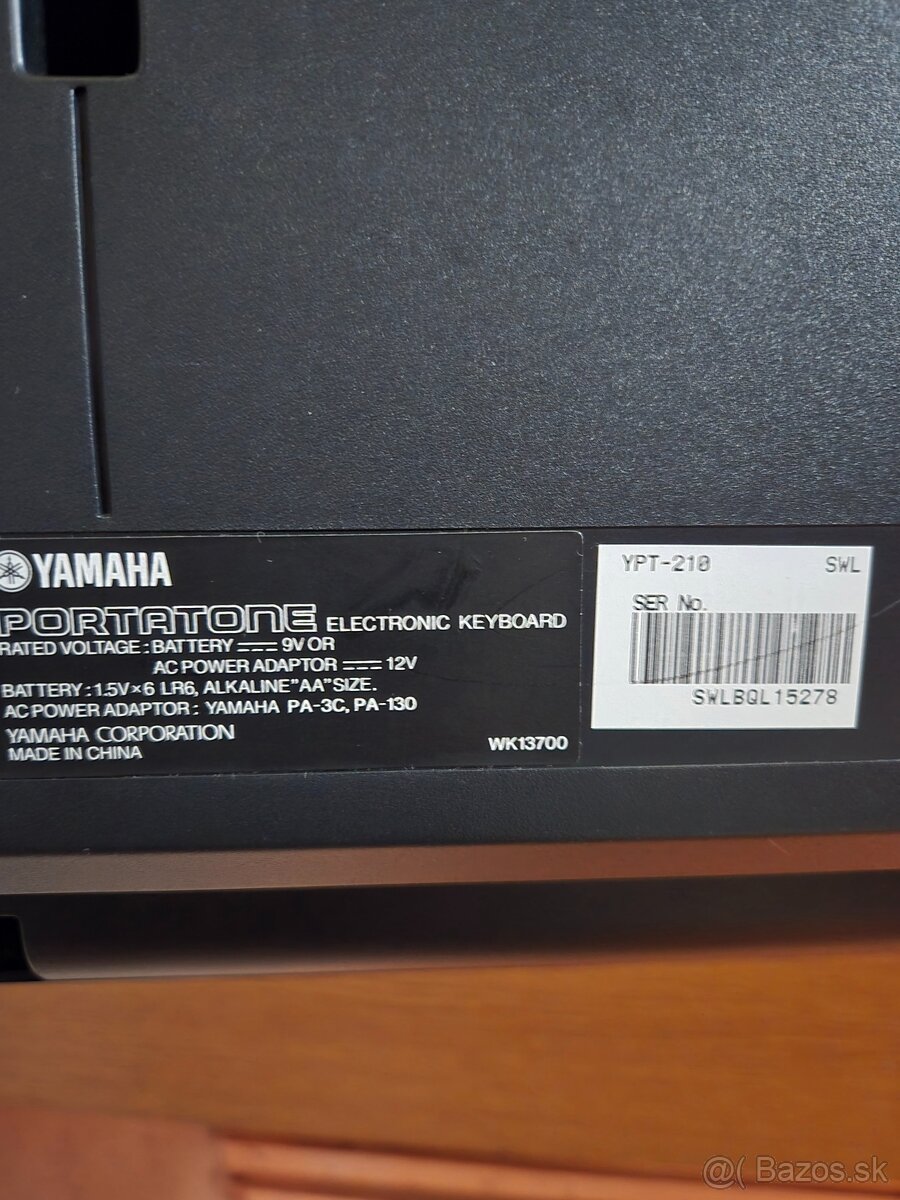 YAMAHA
PORTATONE ELECTRONIC KEYBOARD
RATED VOLTAGE : BATTERY ⎓ 9V OR
AC POWER ADAPTOR ⎓ 12V
BATTERY : 1.5V×6 LR6, ALKALINE"AA"SIZE.
AC POWER ADAPTOR : YAMAHA PA-3C, PA-130
YAMAHA CORPORATION
MADE IN CHINA
WK13700
YPT-210 SWL
SER No.
SWLBQL15278
@( Bazos.sk